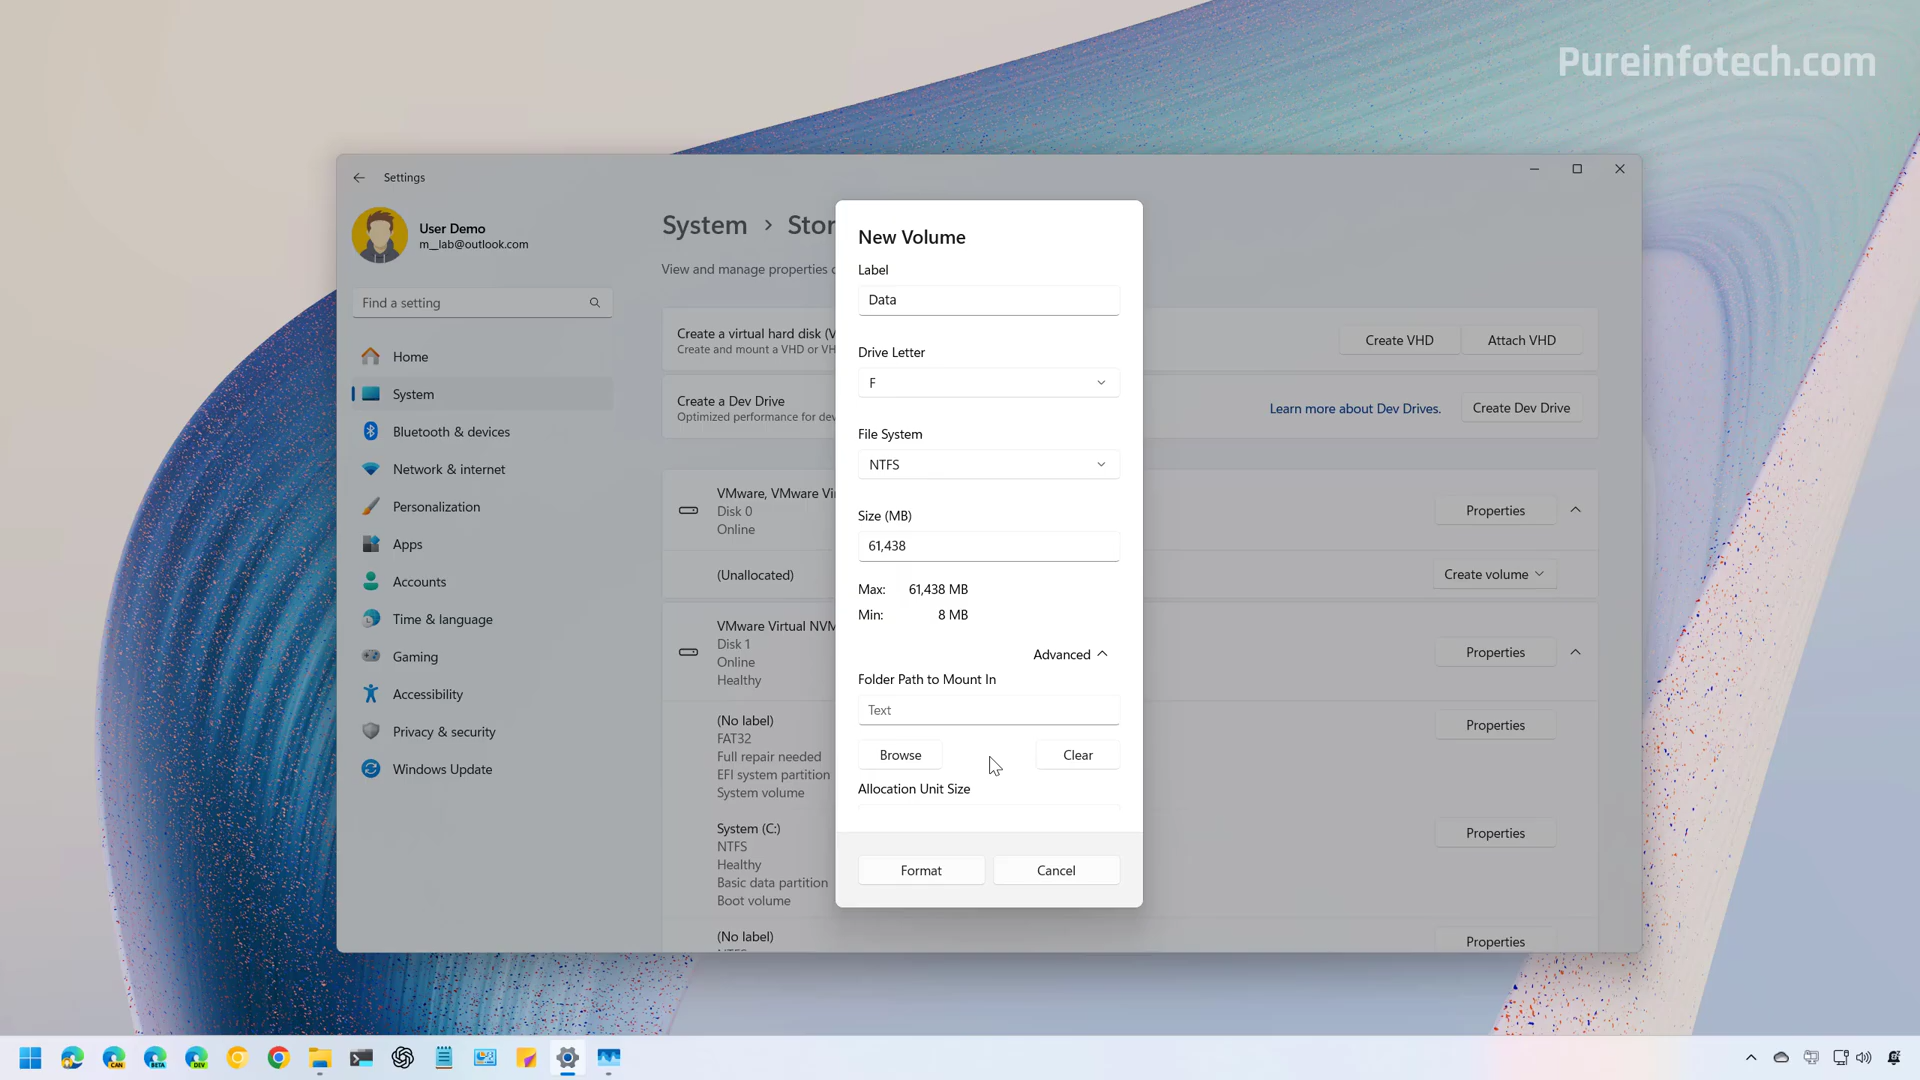 Pureinfotech.com
Settings
User Demo
m__lab@outlook.com
Find a setting
Home
System
Bluetooth & devices
Network & internet
Personalization
Apps
Accounts
Time & language
Gaming
Accessibility
Privacy & security
Windows Update
System > Stor
View and manage properties
Create a virtual hard disk (V
Create and mount a VHD or VH
Create VHD
Attach VHD
Create a Dev Drive
Optimized performance for dev
Learn more about Dev Drives.
Create Dev Drive
VMware, VMware Vir
Disk 0
Online
Properties
(Unallocated)
Create volume
VMware Virtual NVM
Disk 1
Online
Healthy
Properties
(No label)
FAT32
Full repair needed
EFI system partition
System volume
Properties
System (C:)
NTFS
Healthy
Basic data partition
Boot volume
Properties
(No label)
Properties
New Volume
Label
Data
Drive Letter
F
File System
NTFS
Size (MB)
61,438
Max: 61,438 MB
Min: 8 MB
Advanced
Folder Path to Mount In
Text
Browse
Clear
Allocation Unit Size
Format
Cancel
CAN
BETA
DEV